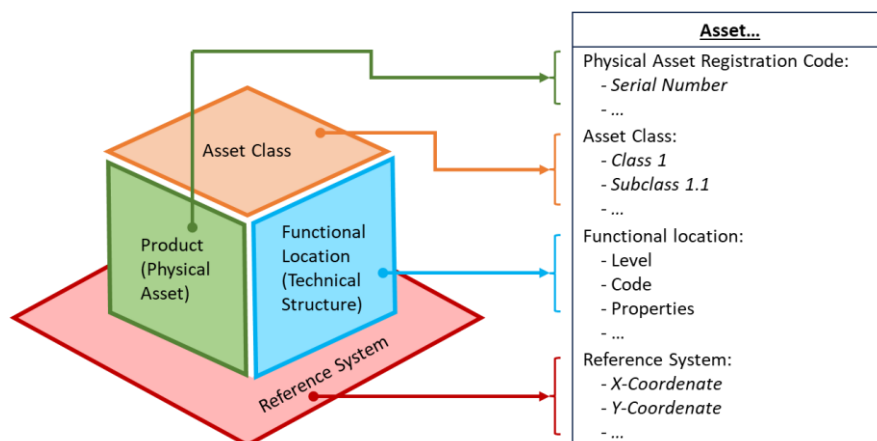 Asset Class
Product
(Physical
Asset)
Functional
Location
(Technical
Structure)
Reference System
Asset...
Physical Asset Registration Code:
- Serial Number
- ...
Asset Class:
- Class 1
- Subclass 1.1
- ...
Functional location:
- Level
- Code
- Properties
- ...
Reference System:
- X-Coordenate
- Y-Coordenate
- ...